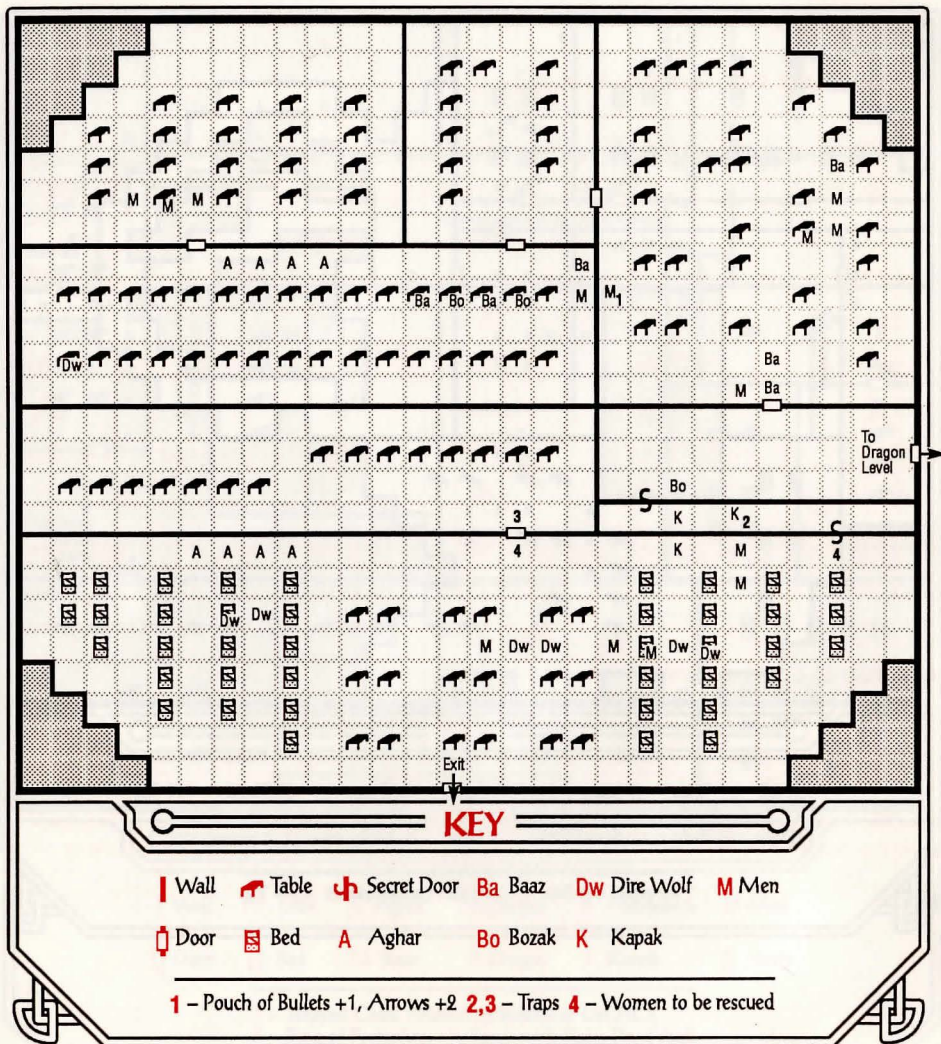 Ba
M
M M M
M
Ba M M
A A A A Ba
Ba Bo Ba Bo M M1
Dw
Ba
M Ba
To
Dragon
Level
Bo
3 S K K2 S
A A A A 4 K M 4
M
Dw Dw
M Dw Dw M M Dw Dw
Exit
KEY
Wall Table Secret Door Ba Baaz Dw Dire Wolf M Men
Door Bed A Aghar Bo Bozak K Kapak
1 – Pouch of Bullets +1, Arrows +2 2,3 – Traps 4 – Women to be rescued